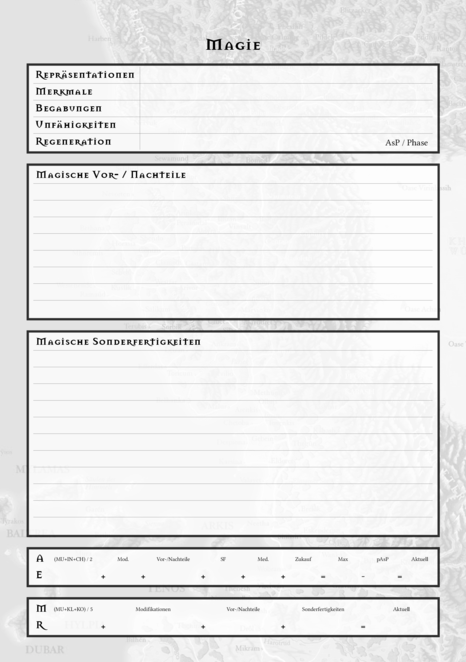 Magie
Repräsentationen
Merkmale
Begabungen
Unfähigkeiten
Regeneration AsP / Phase
Magische Vor- / Nachteile
Magische Sonderfertigkeiten
A (MU+IN+CH) / 2 Mod. Vor-/Nachteile SF Med. Zukauf Max pAsP Aktuell
E + + + + + = - =
M (MU+KL+KO) / 5 Modifikationen Vor-/Nachteile Sonderfertigkeiten Aktuell
R + + + =
DUBAR